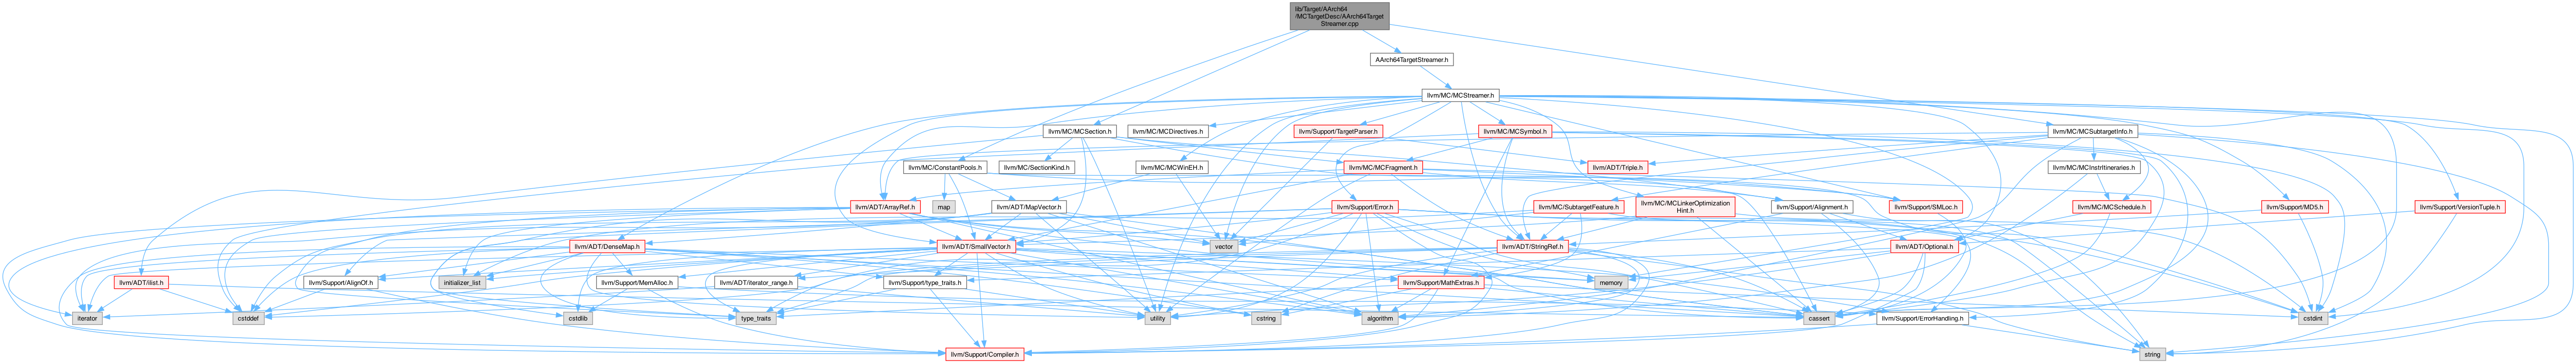 lib/Target/AArch64
/MCTargetDesc/AArch64Target
Streamer.cpp
AArch64TargetStreamer.h
llvm/MC/MCStreamer.h
llvm/MC/MCSection.h
llvm/MC/MCDirectives.h
llvm/Support/TargetParser.h
llvm/MC/MCSymbol.h
llvm/MC/MCSubtargetInfo.h
llvm/MC/ConstantPools.h
llvm/MC/SectionKind.h
llvm/MC/MCWinEH.h
llvm/MC/MCFragment.h
llvm/ADT/Triple.h
llvm/MC/MCInstrItineraries.h
llvm/ADT/ArrayRef.h
map
llvm/ADT/MapVector.h
llvm/Support/Error.h
llvm/MC/SubtargetFeature.h
llvm/MC/MCLinkerOptimization
Hint.h
llvm/Support/Alignment.h
llvm/Support/SMLoc.h
llvm/MC/MCSchedule.h
llvm/Support/MD5.h
llvm/Support/VersionTuple.h
llvm/ADT/DenseMap.h
llvm/ADT/SmallVector.h
vector
llvm/ADT/StringRef.h
llvm/ADT/Optional.h
llvm/ADT/ilist.h
llvm/Support/AlignOf.h
initializer_list
llvm/Support/MemAlloc.h
llvm/ADT/iterator_range.h
llvm/Support/type_traits.h
llvm/Support/MathExtras.h
memory
iterator
cstddef
cstdlib
type_traits
utility
cstring
algorithm
cassert
llvm/Support/ErrorHandling.h
cstdint
llvm/Support/Compiler.h
string